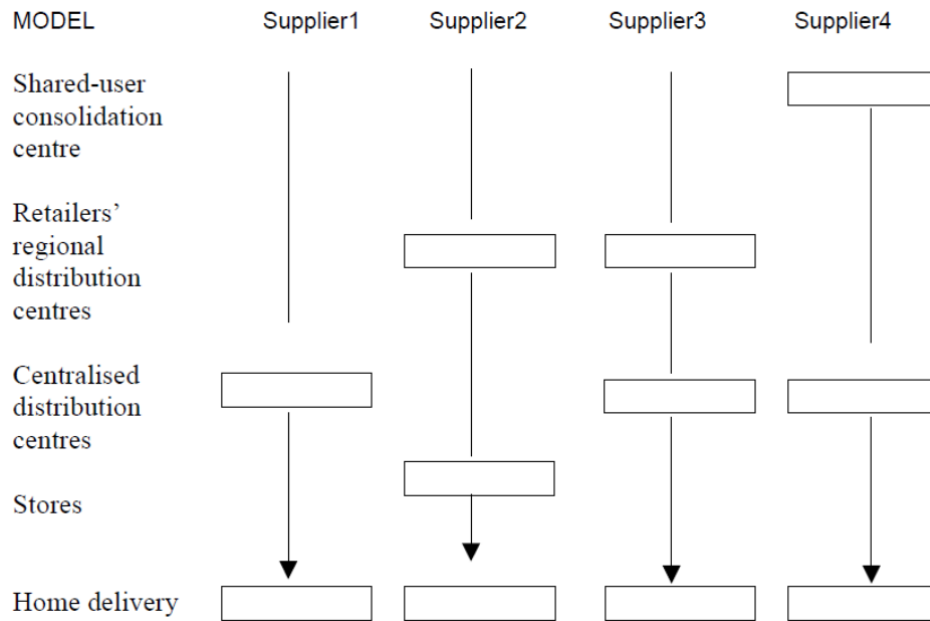 MODEL Supplier1 Supplier2 Supplier3 Supplier4
Shared-user
consolidation
centre
Retailers’
regional
distribution
centres
Centralised
distribution
centres
Stores
Home delivery